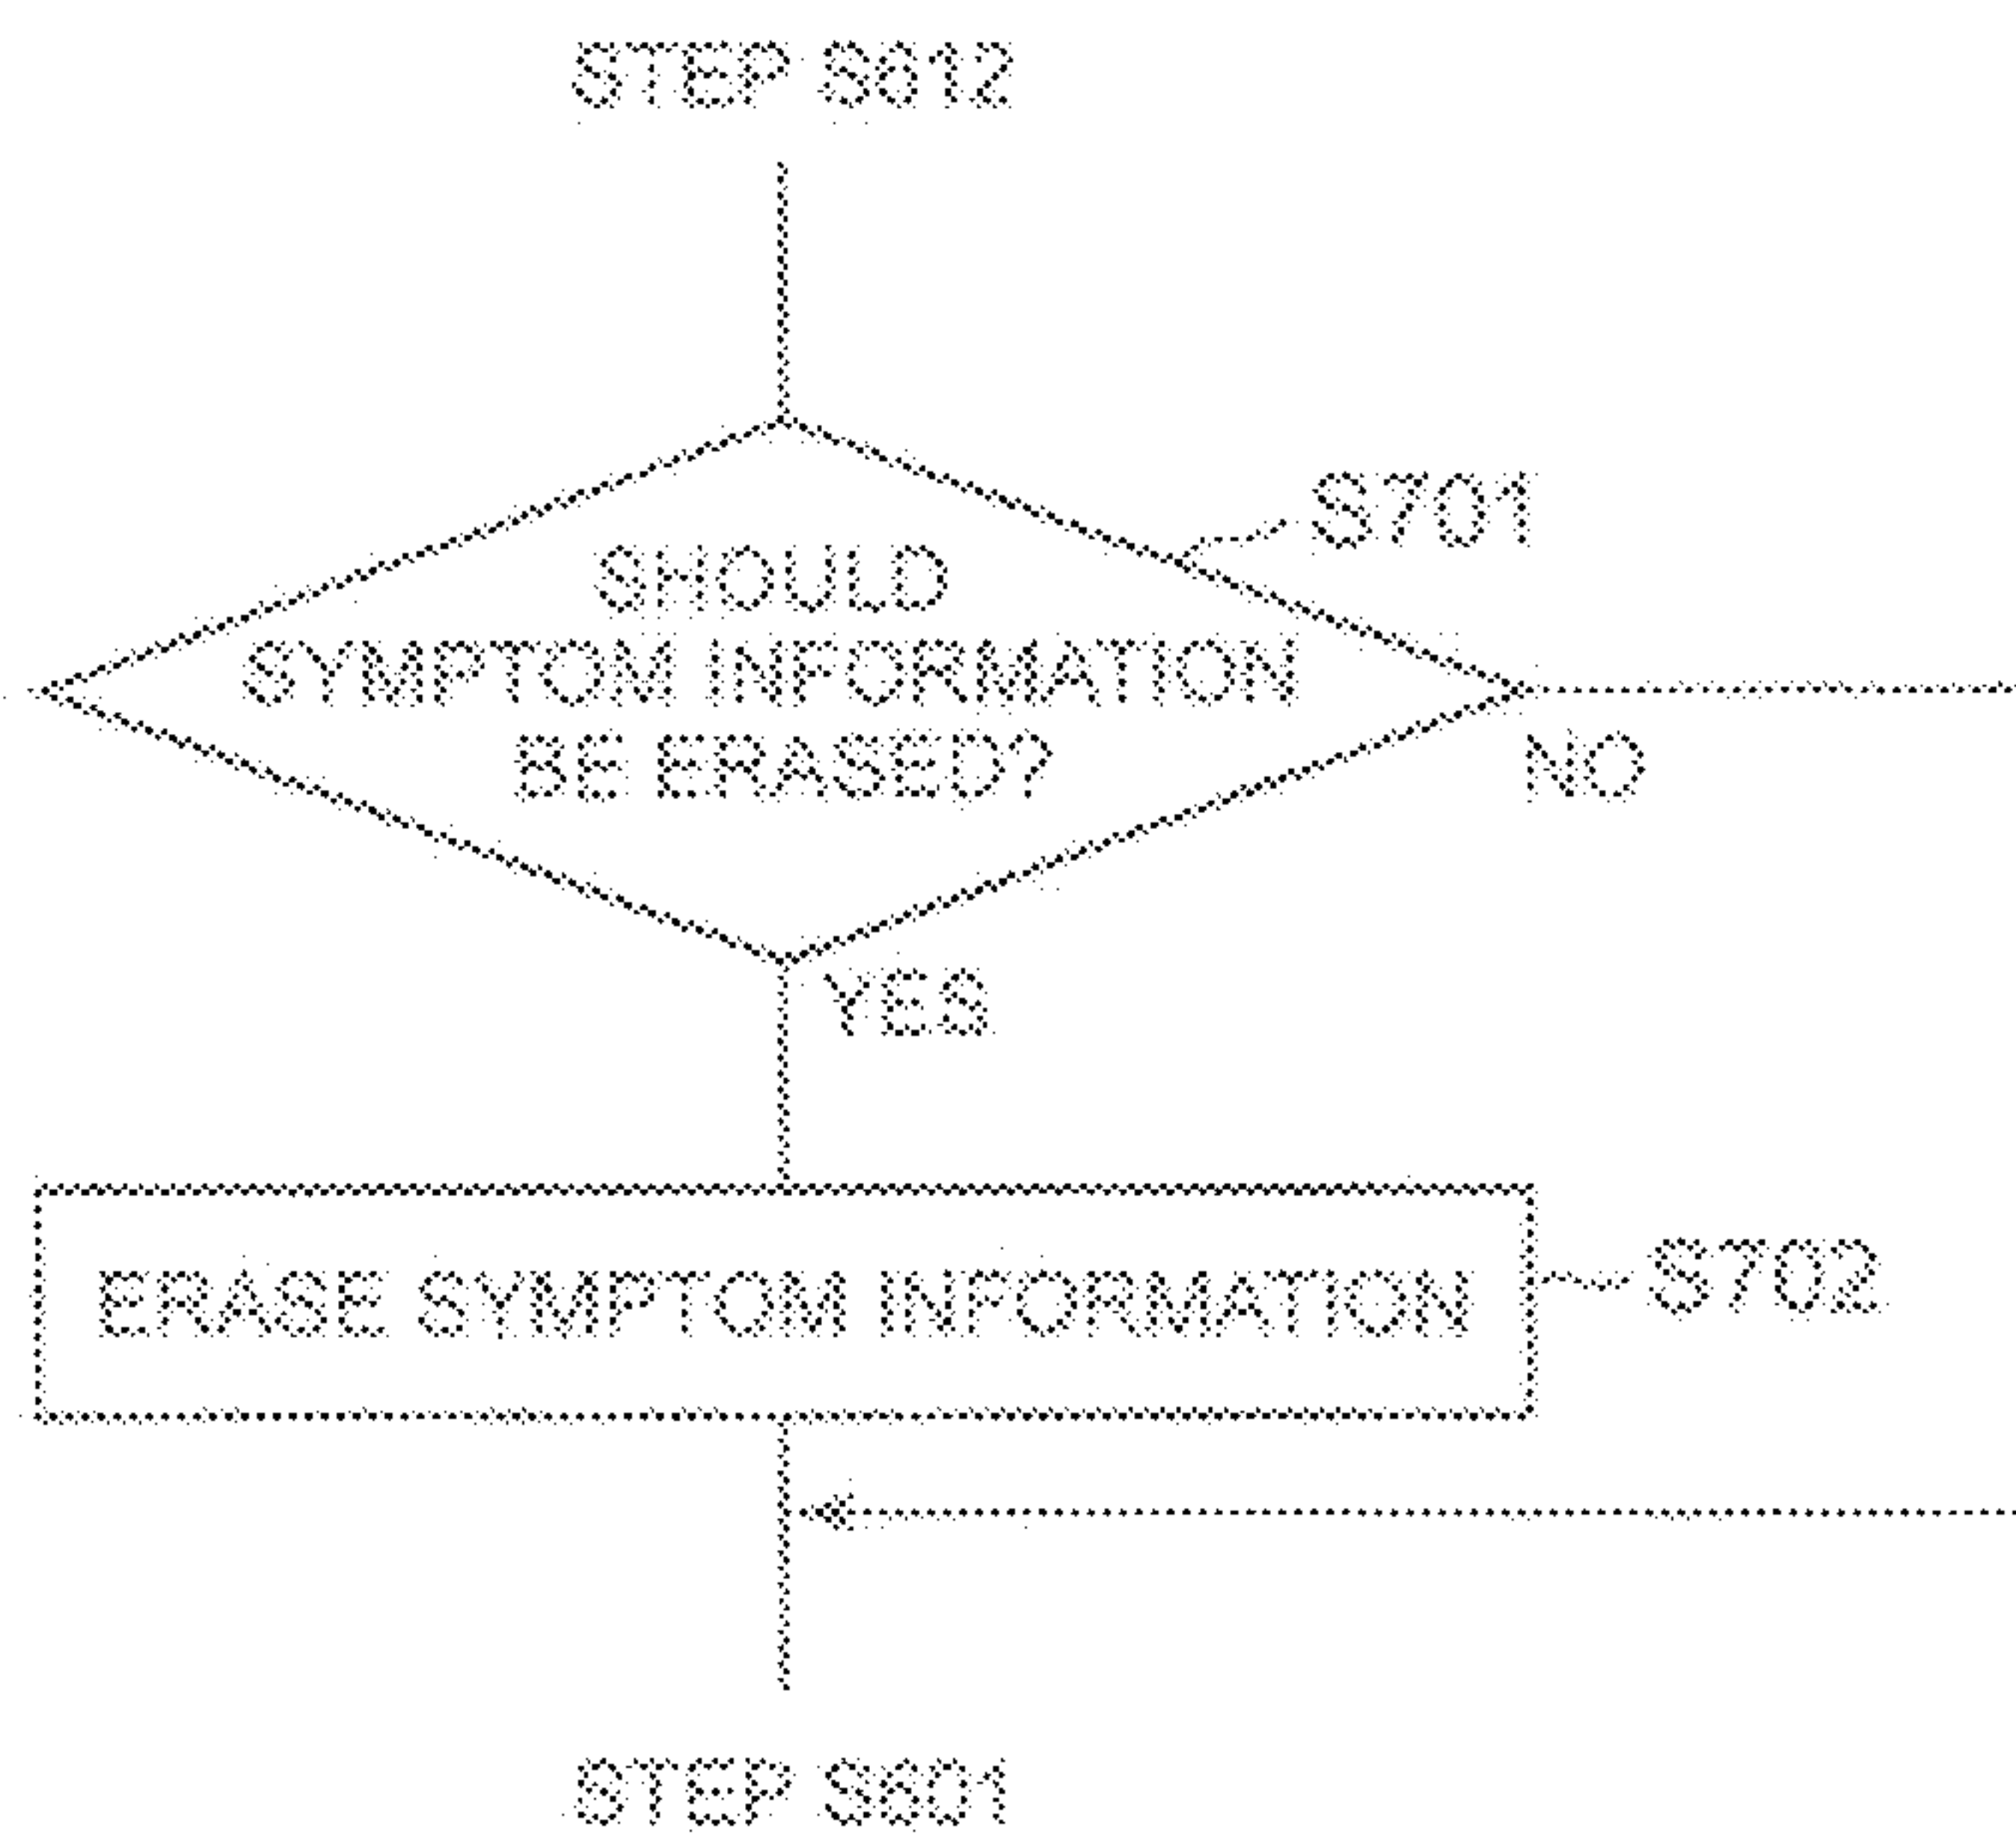 STEP S612
S701
SHOULD
SYMPTOM INFORMATION
BE ERASED?
NO
YES
ERASE SYMPTOM INFORMATION
S702
STEP S601